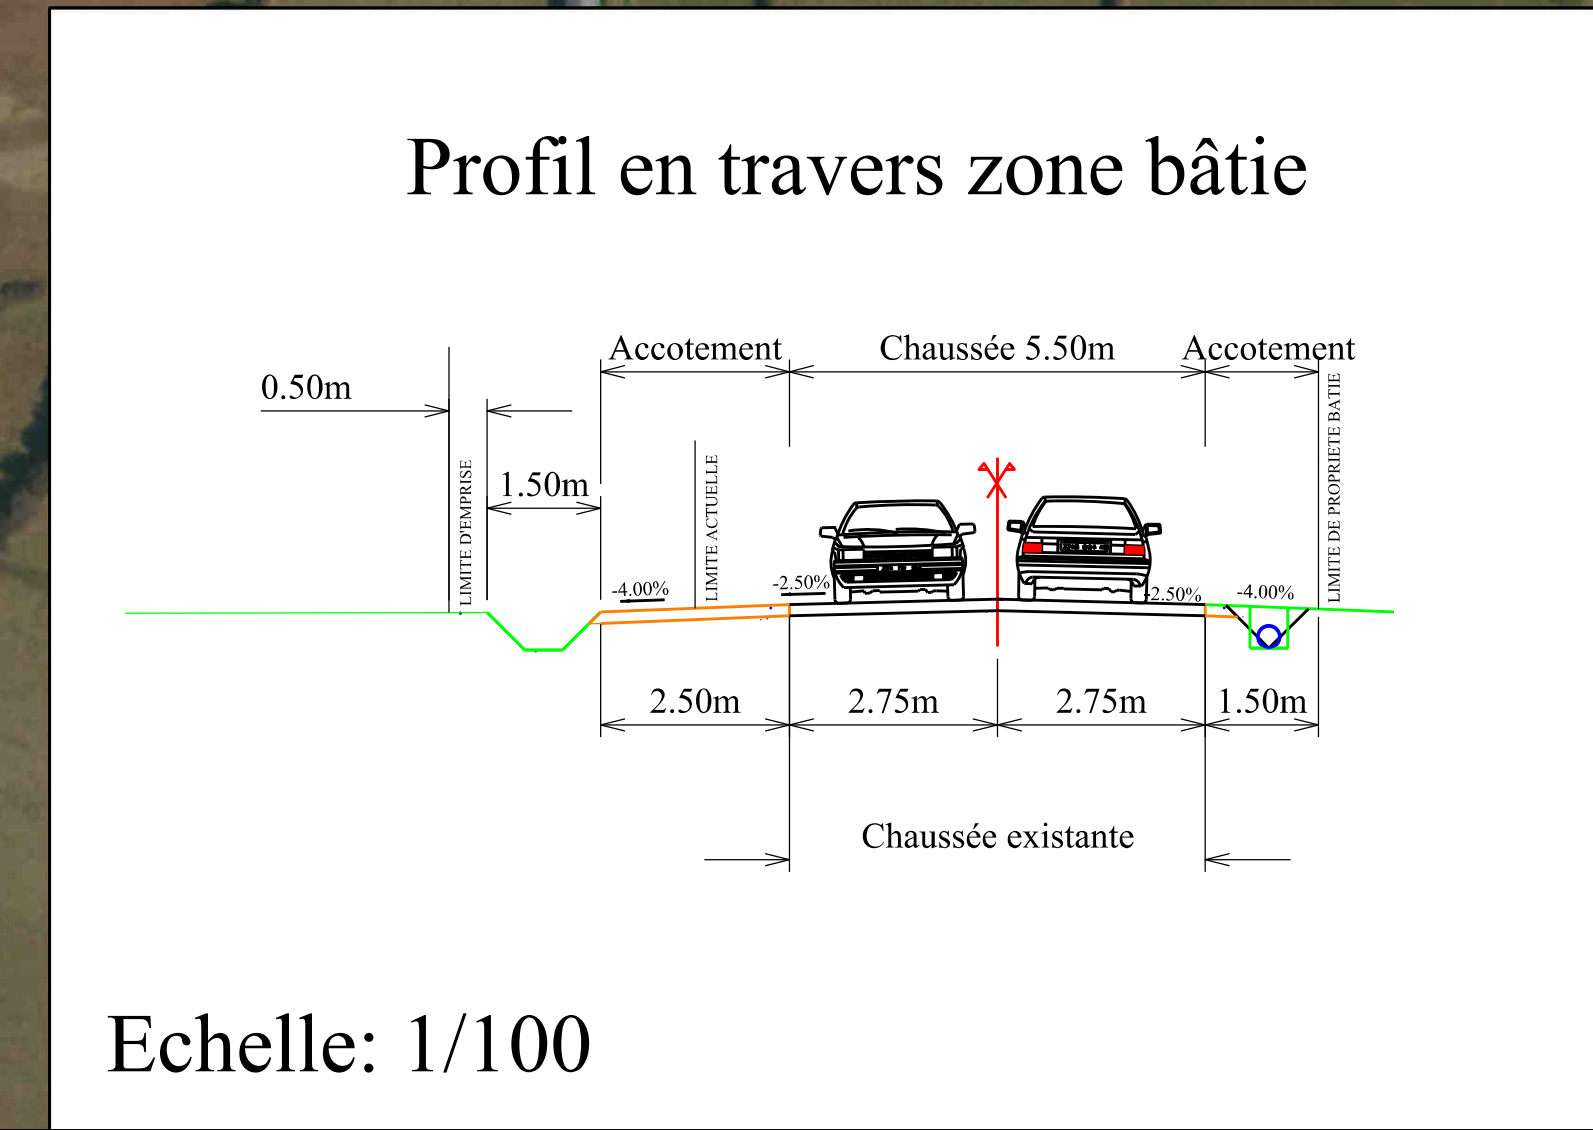 Profil en travers zone bâtie
Accotement
Chaussée 5.50m
Accotement
0.50m
1.50m
LIMITE D'EMPRISE
LIMITE ACTUELLE
LIMITE DE PROPRIETE BATIE
-4.00%
-2.50%
-2.50%
-4.00%
2.50m
2.75m
2.75m
1.50m
Chaussée existante
Echelle: 1/100